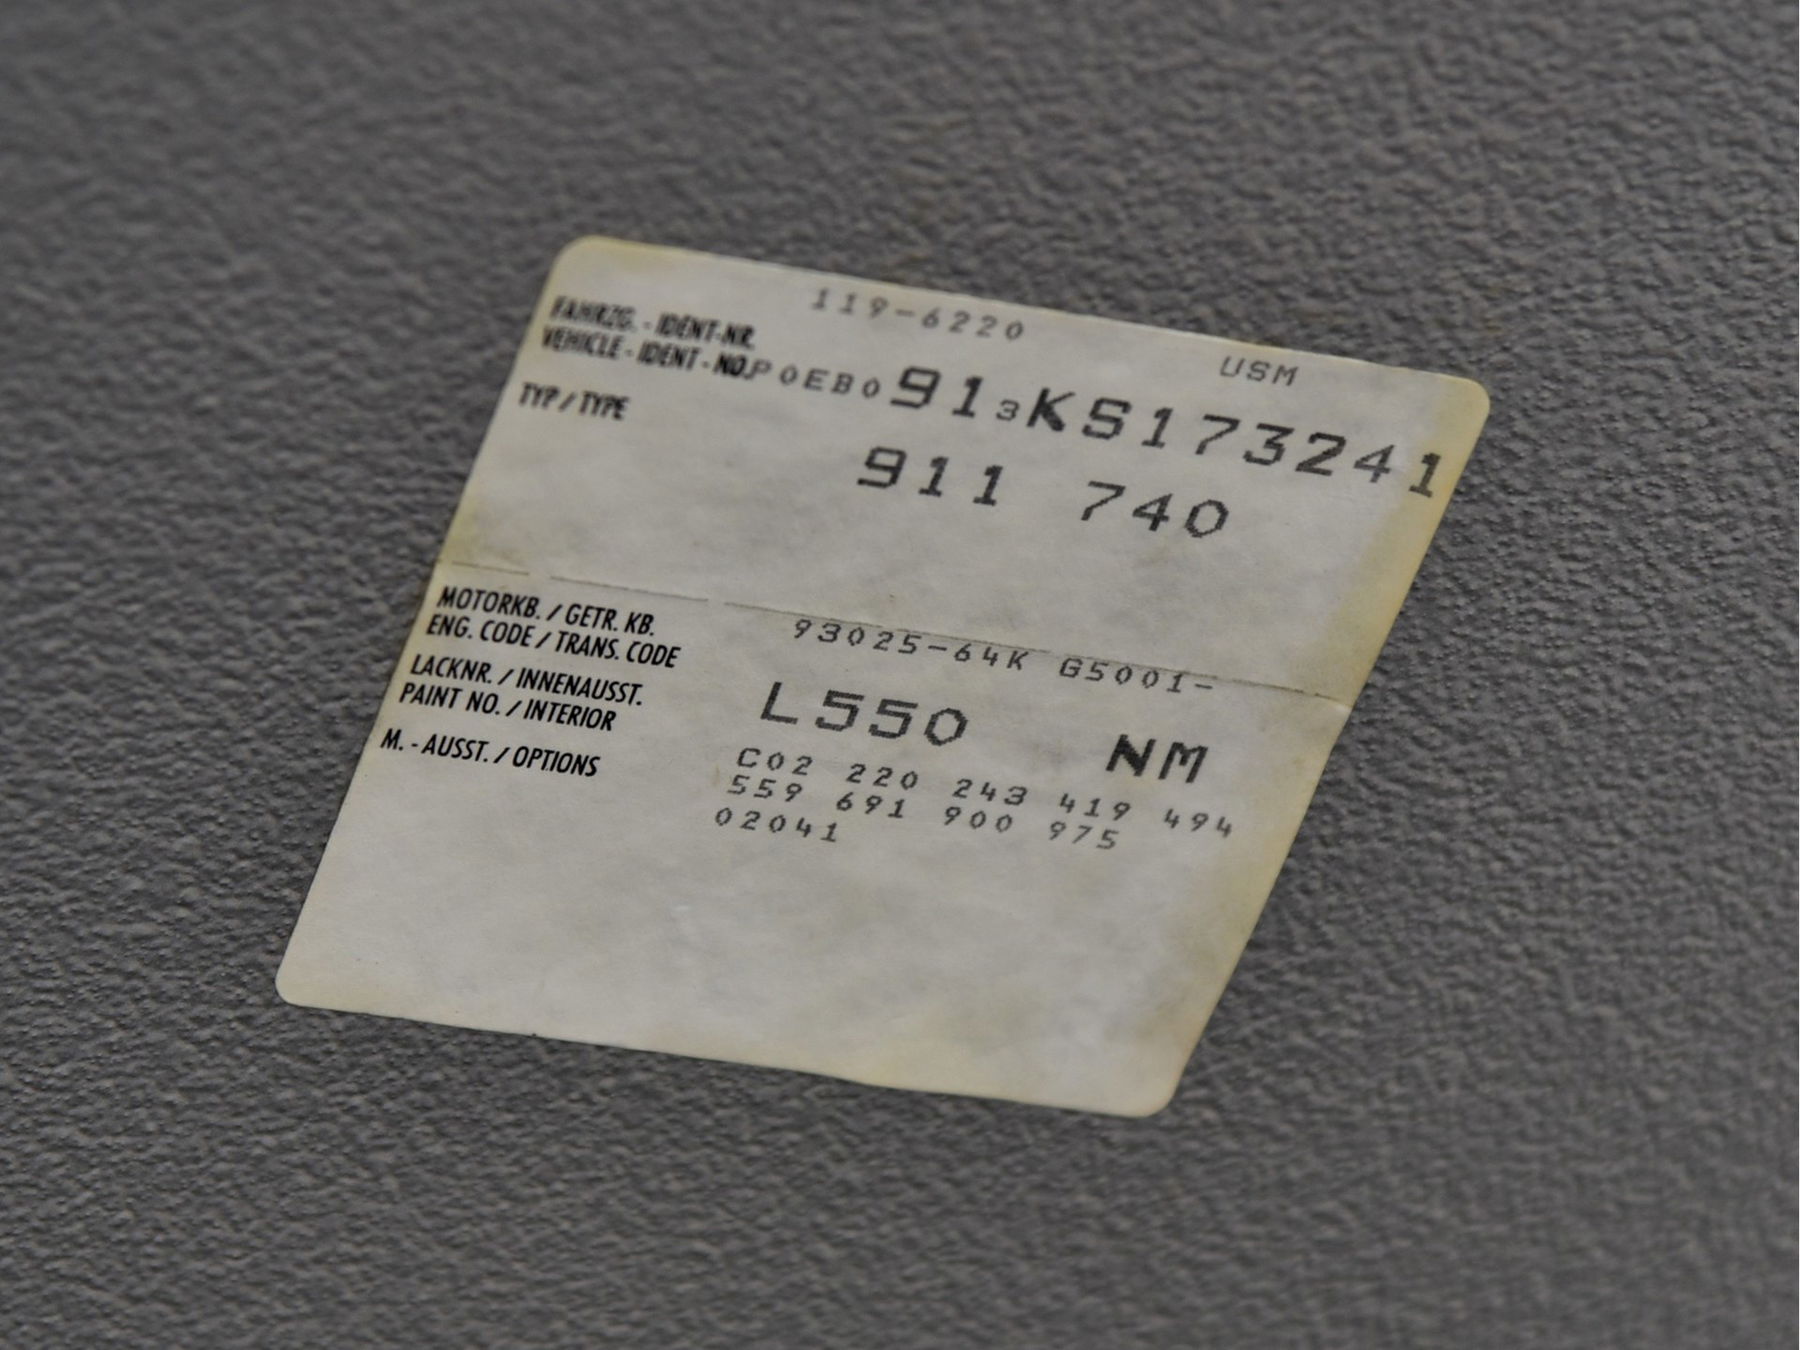 119-6220
USM
FAHRZG. - IDENT-NR.
VEHICLE - IDENT - NO. P0EB0913KS173241
TYP / TYPE 911 740
MOTORKB. / GETR. KB.
ENG. CODE / TRANS. CODE 93025-64K G5001-
LACKNR. / INNENAUSST.
PAINT NO. / INTERIOR L550 NM
M. - AUSST. / OPTIONS C02 220 243 419 494
559 691 900 975
02041